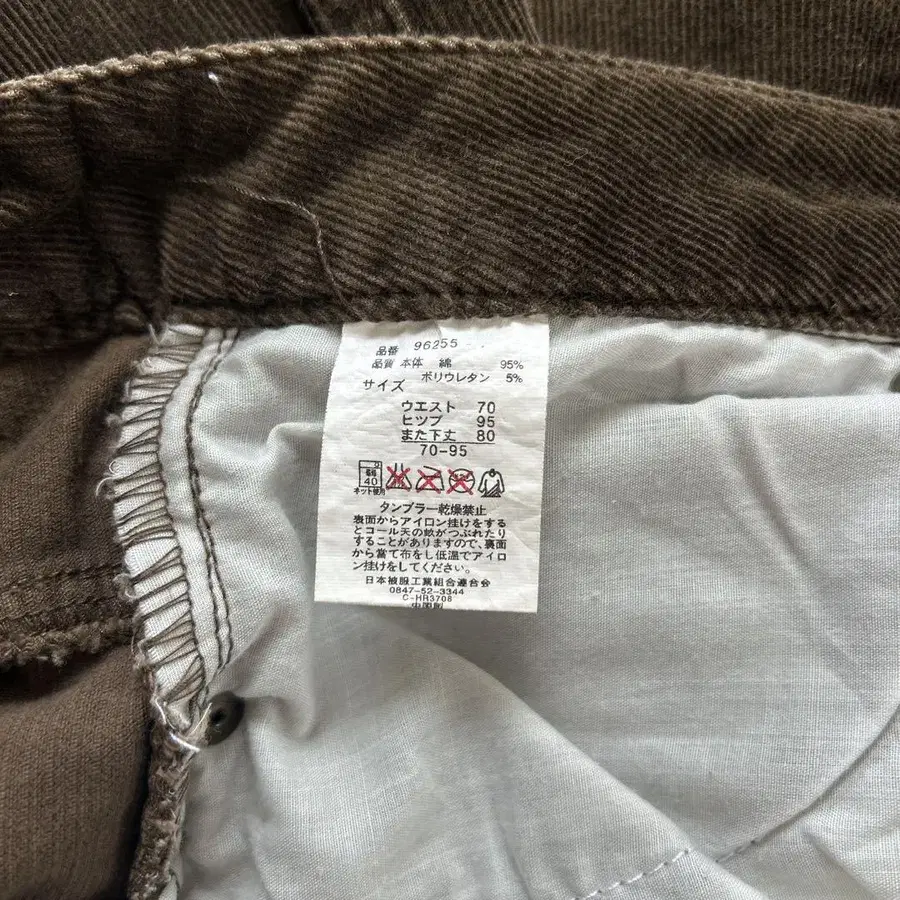 品番 96255
品質 本体 綿 95%
ポリウレタン 5%
サイズ
ウエスト 70
ヒップ 95
また下丈 80
70-95
40
ネット使用
タンブラー乾燥禁止
表面からアイロン掛けをする
とコール天の畝がつぶれたり
することがありますので、裏面
から当て布をし低温でアイロ
ン掛けをしてください。
日本被服工業組合連合会
0847-52-3344
C-HR3708
中国製